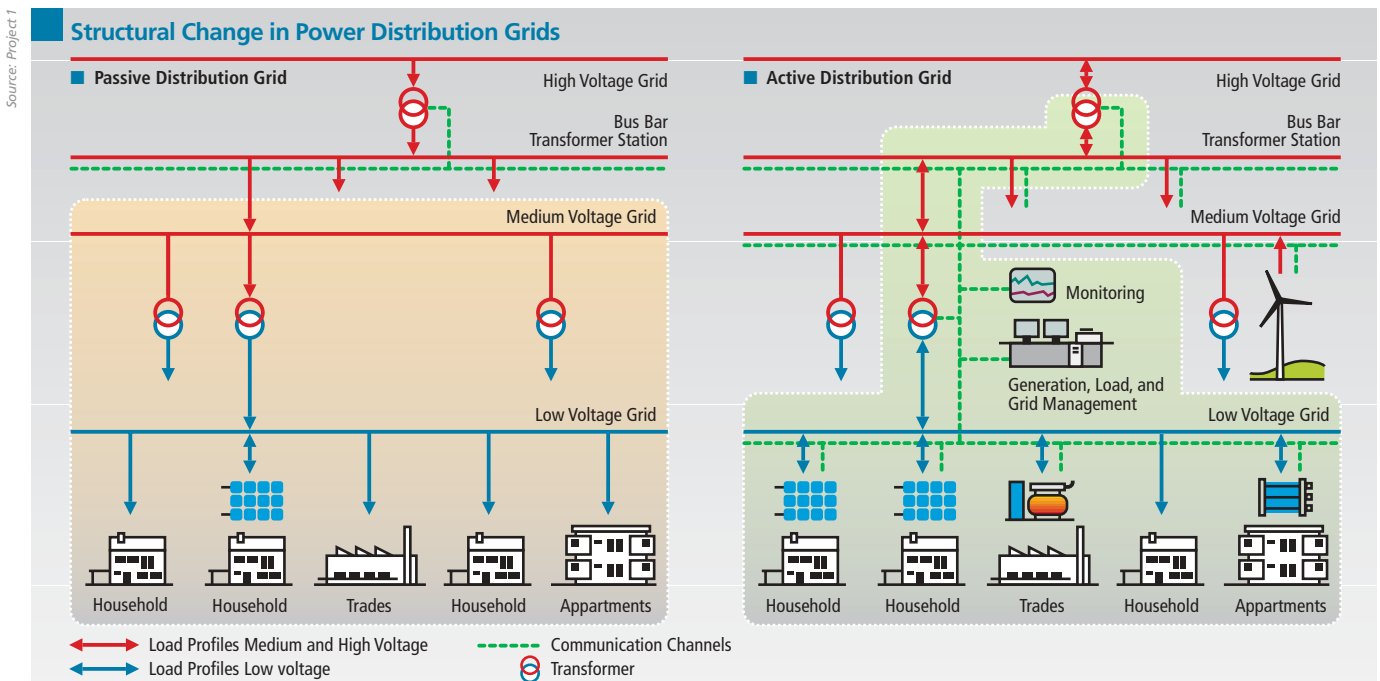 Source: Project 1
Structural Change in Power Distribution Grids
Passive Distribution Grid
High Voltage Grid
Bus Bar
Transformer Station
Medium Voltage Grid
Low Voltage Grid
Household
Household
Trades
Household
Appartments
Active Distribution Grid
High Voltage Grid
Bus Bar
Transformer Station
Medium Voltage Grid
Monitoring
Generation, Load, and
Grid Management
Low Voltage Grid
Household
Household
Trades
Household
Appartments
Load Profiles Medium and High Voltage
Load Profiles Low voltage
Communication Channels
Transformer